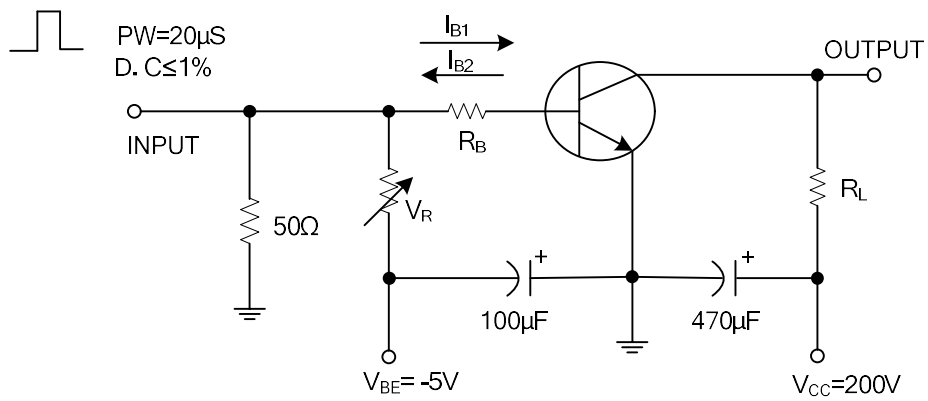 PW=20µS
D. C≤1%
I_B1
I_B2
OUTPUT
INPUT
R_B
R_L
50Ω
V_R
+
+
100µF
470µF
V_BE= -5V
V_CC=200V